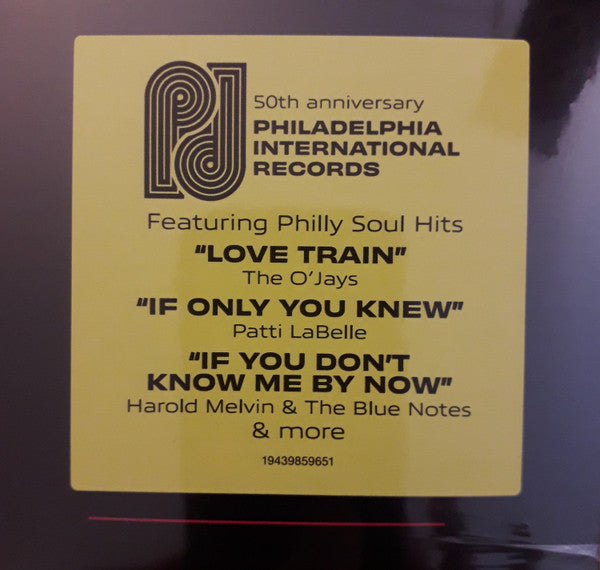 50th anniversary
PHILADELPHIA
INTERNATIONAL
RECORDS
Featuring Philly Soul Hits
“LOVE TRAIN”
The O’Jays
“IF ONLY YOU KNEW”
Patti LaBelle
“IF YOU DON’T
KNOW ME BY NOW”
Harold Melvin & The Blue Notes
& more
19439859651